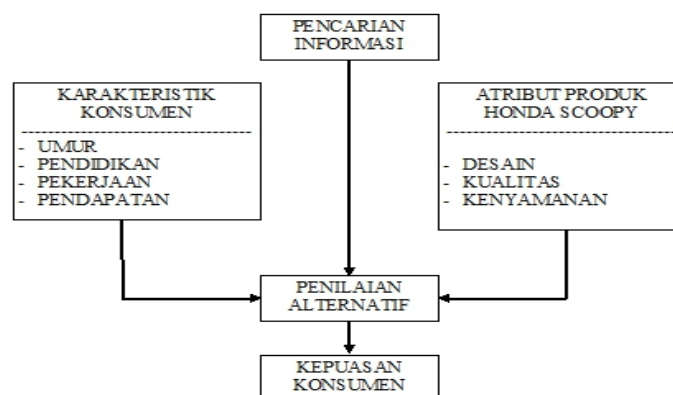 PENCARIAN
INFORMASI
KARAKTERISTIK
KONSUMEN
- UMUR
- PENDIDIKAN
- PEKERJAAN
- PENDAPATAN
ATRIBUT PRODUK
HONDA SCOOPY
- DESAIN
- KUALITAS
- KENYAMANAN
PENILAIAN
ALTERNATIF
KEPUASAN
KONSUMEN